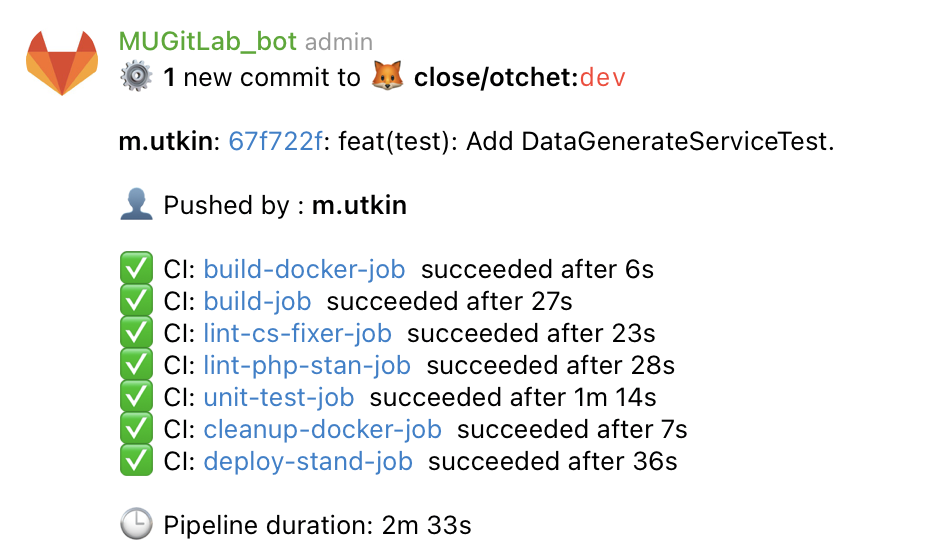 MUGitLab_bot admin
⚙️ 1 new commit to 🦊 close/otchet:dev
m.utkin: 67f722f: feat(test): Add DataGenerateServiceTest.
👤 Pushed by : m.utkin
✅ CI: build-docker-job succeeded after 6s
✅ CI: build-job succeeded after 27s
✅ CI: lint-cs-fixer-job succeeded after 23s
✅ CI: lint-php-stan-job succeeded after 28s
✅ CI: unit-test-job succeeded after 1m 14s
✅ CI: cleanup-docker-job succeeded after 7s
✅ CI: deploy-stand-job succeeded after 36s
🕒 Pipeline duration: 2m 33s